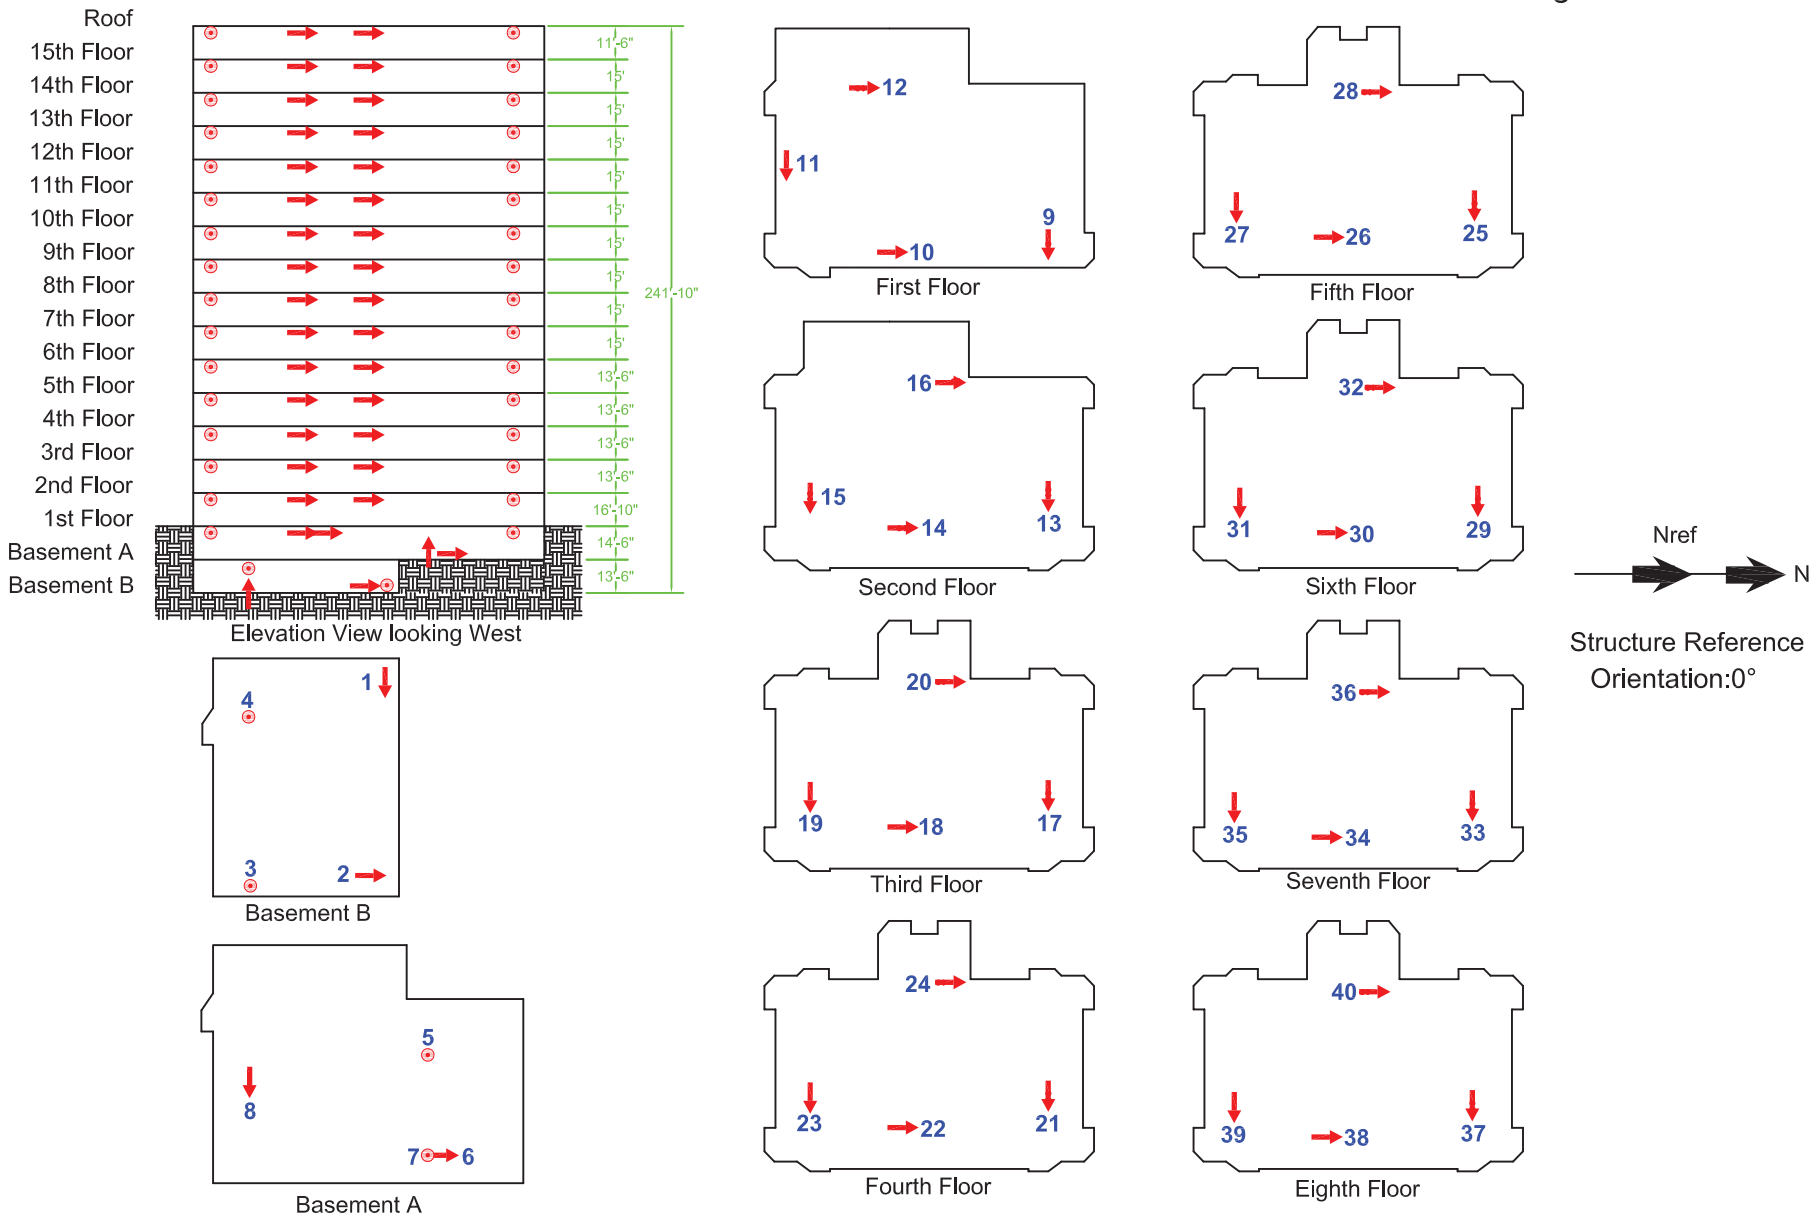 Roof
15th Floor
14th Floor
13th Floor
12th Floor
11th Floor
10th Floor
9th Floor
8th Floor
7th Floor
6th Floor
5th Floor
4th Floor
3rd Floor
2nd Floor
1st Floor
Basement A
Basement B
11'-6"
15'
15'
15'
15'
15'
15'
15'
15'
15'
13'-6"
13'-6"
13'-6"
13'-6"
16'-10"
14'-6"
13'-6"
241'-10"
Elevation View looking West
1
4
3
2
Basement B
5
8
7
6
Basement A
12
11
9
10
First Floor
16
15
14
13
Second Floor
20
19
18
17
Third Floor
24
23
22
21
Fourth Floor
28
27
26
25
Fifth Floor
32
31
30
29
Sixth Floor
36
35
34
33
Seventh Floor
40
39
38
37
Eighth Floor
Nref
N
Structure Reference
Orientation:0°